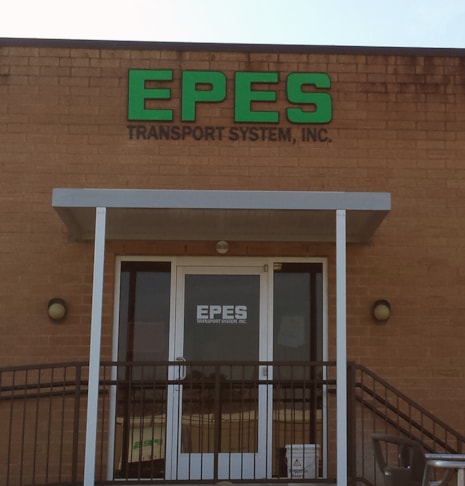 EPES
TRANSPORT SYSTEM, INC.
EPES
TRANSPORT SYSTEM, INC.